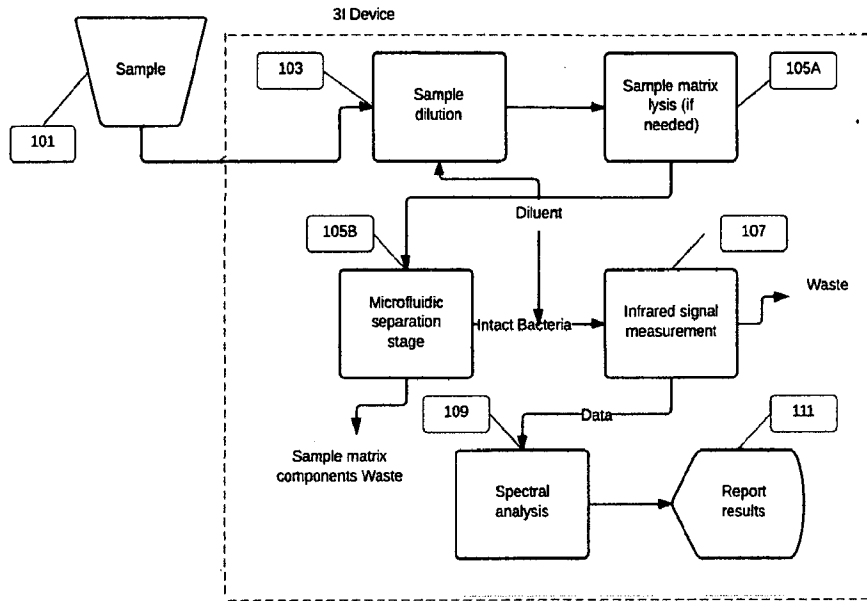 3I Device
Sample
101
103
Sample
dilution
Sample matrix
lysis (if
needed)
105A
Diluent
105B
Microfluidic
separation
stage
Intact Bacteria
107
Infrared signal
measurement
Waste
Sample matrix
components Waste
109
Data
Spectral
analysis
111
Report
results